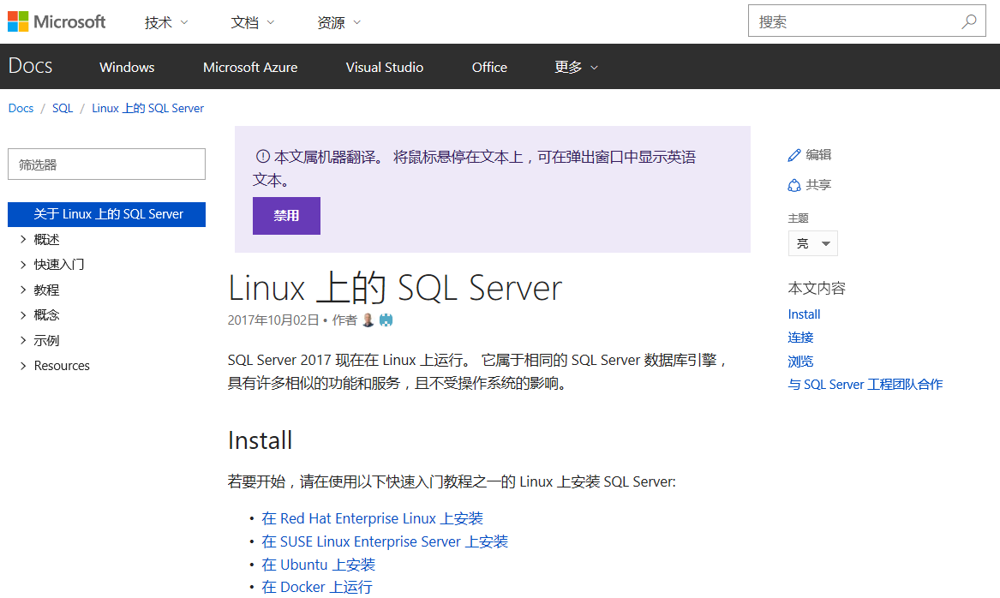 Microsoft 技术 文档 资源 搜索
Docs Windows Microsoft Azure Visual Studio Office 更多
Docs / SQL / Linux 上的 SQL Server
筛选器
关于 Linux 上的 SQL Server
概述
快速入门
教程
概念
示例
Resources
本文属机器翻译。 将鼠标悬停在文本上，可在弹出窗口中显示英语
文本。
禁用
Linux 上的 SQL Server
2017年10月02日 • 作者
SQL Server 2017 现在在 Linux 上运行。 它属于相同的 SQL Server 数据库引擎，
具有许多相似的功能和服务，且不受操作系统的影响。
Install
若要开始，请在使用以下快速入门教程之一的 Linux 上安装 SQL Server:
• 在 Red Hat Enterprise Linux 上安装
• 在 SUSE Linux Enterprise Server 上安装
• 在 Ubuntu 上安装
• 在 Docker 上运行
编辑
共享
主题
亮
本文内容
Install
连接
浏览
与 SQL Server 工程团队合作